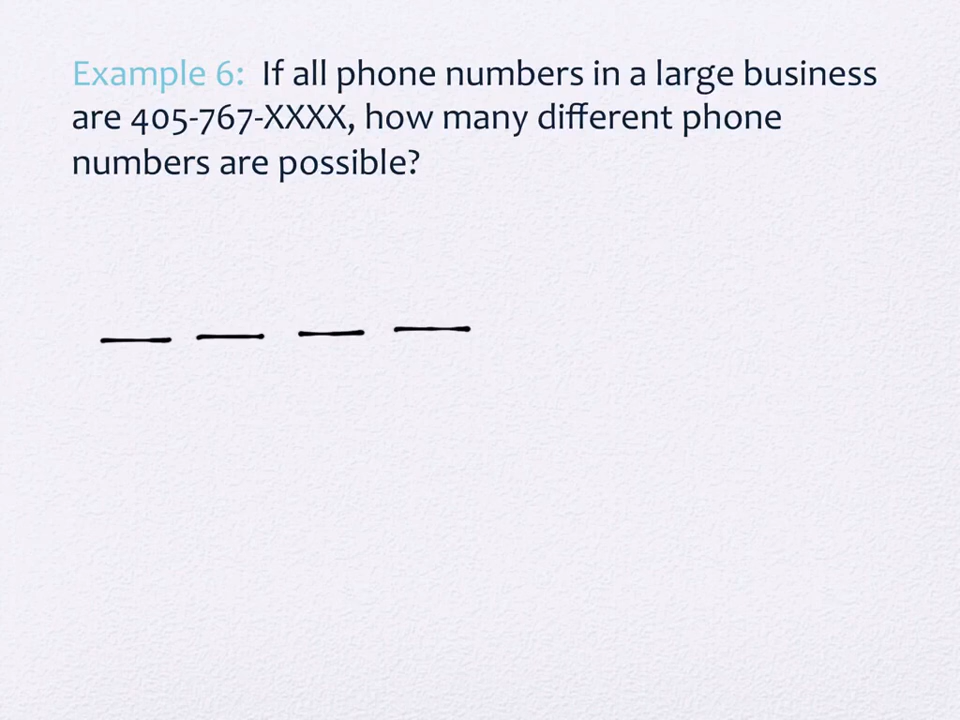 Example 6: If all phone numbers in a large business
are 405-767-XXXX, how many different phone
numbers are possible?